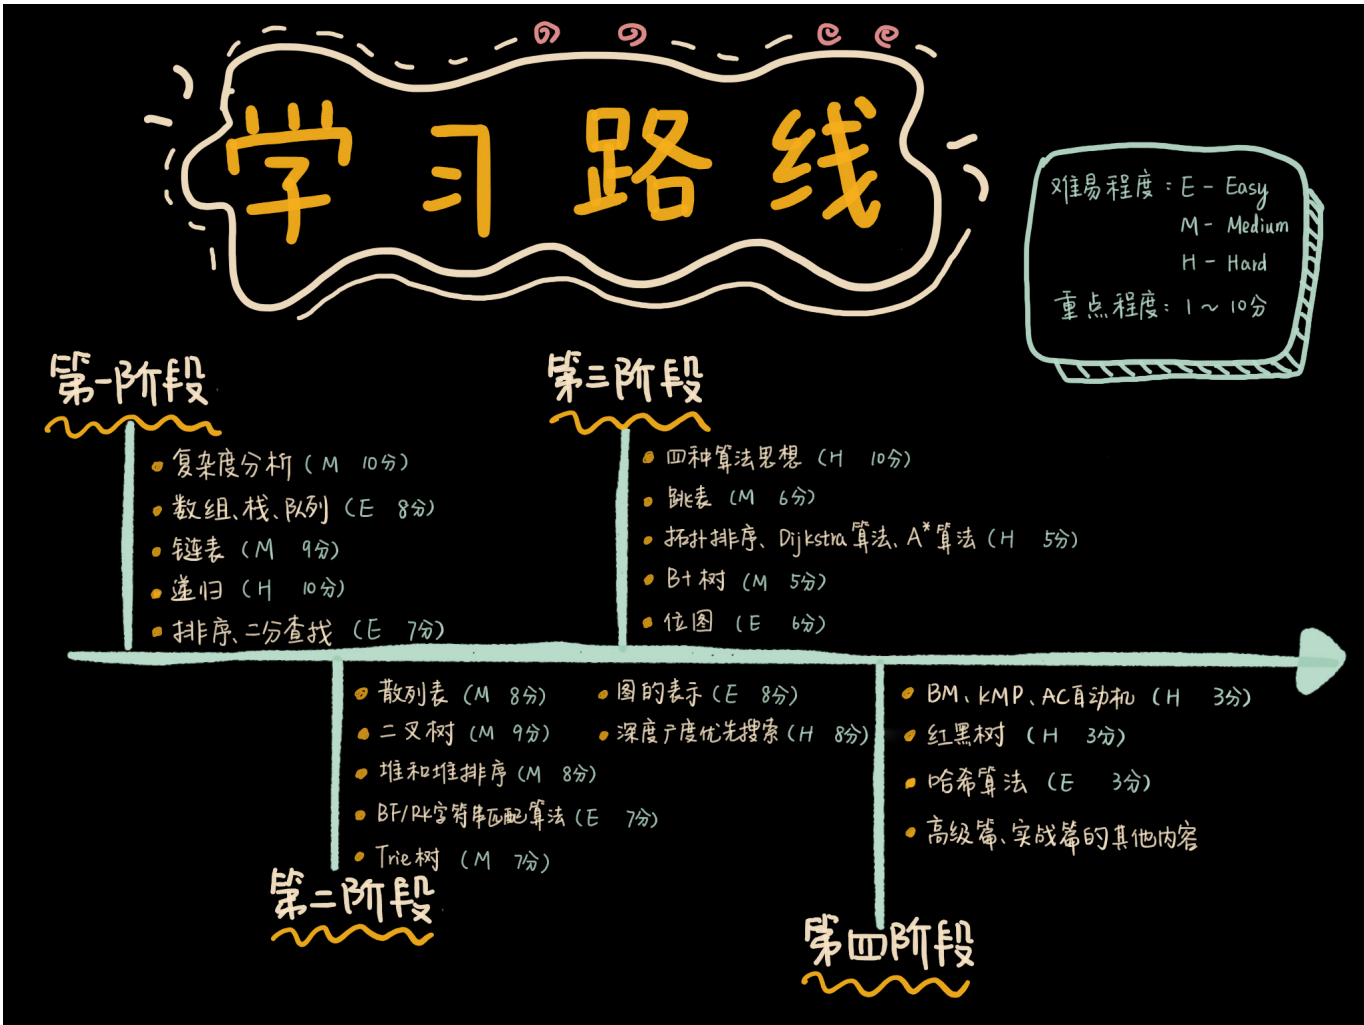 学习路线
难易程度：E - Easy
M - Medium
H - Hard
重点程度：1～10分
第一阶段
复杂度分析（M 10分）
数组、栈、队列（E 8分）
链表（M 9分）
递归（H 10分）
排序、二分查找（E 7分）
第二阶段
散列表（M 8分）
二叉树（M 9分）
堆和堆排序（M 8分）
BF/RK字符串匹配算法（E 7分）
Trie树（M 7分）
图的表示（E 8分）
深度广度优先搜索（H 8分）
第三阶段
四种算法思想（H 10分）
跳表（M 6分）
拓扑排序、Dijkstra算法、A*算法（H 5分）
B+树（M 5分）
位图（E 6分）
第四阶段
BM、KMP、AC自动机（H 3分）
红黑树（H 3分）
哈希算法（E 3分）
高级篇、实战篇的其他内容